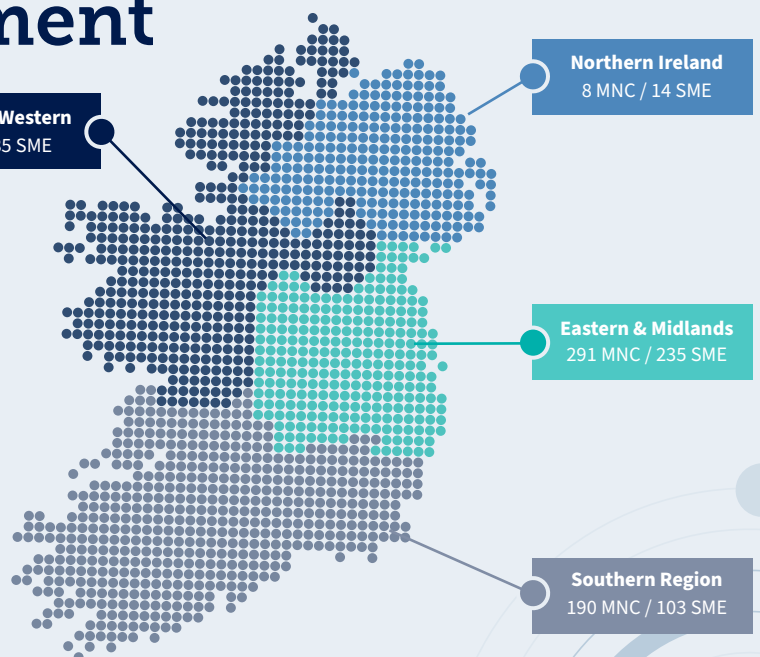 ment
Northern Ireland
8 MNC / 14 SME
Western
35 SME
Eastern & Midlands
291 MNC / 235 SME
Southern Region
190 MNC / 103 SME